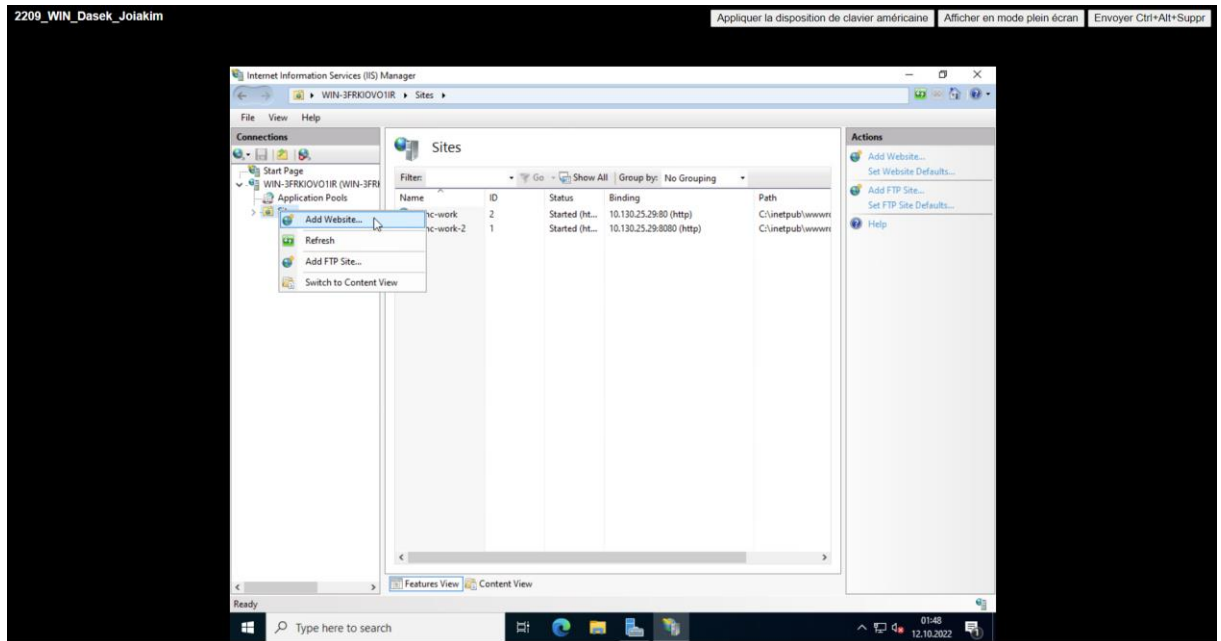 2209_WIN_Dasek_Joiakim
Appliquer la disposition de clavier américaine Afficher en mode plein écran Envoyer Ctrl+Alt+Suppr
Internet Information Services (IIS) Manager
WIN-3FRKIOVO1IR Sites
File View Help
Connections
Start Page
WIN-3FRKIOVO1IR (WIN-3FRI
Application Pools
Add Website...
Refresh
Add FTP Site...
Switch to Content View
Sites
Filter: Go Show All Group by: No Grouping
Name ID Status Binding Path
nc-work 2 Started (ht... 10.130.25.29:80 (http) C:\inetpub\wwwr
nc-work-2 1 Started (ht... 10.130.25.29:8080 (http) C:\inetpub\wwwr
Features View Content View
Actions
Add Website...
Set Website Defaults...
Add FTP Site...
Set FTP Site Defaults...
Help
Ready
Type here to search
01:48
12.10.2022